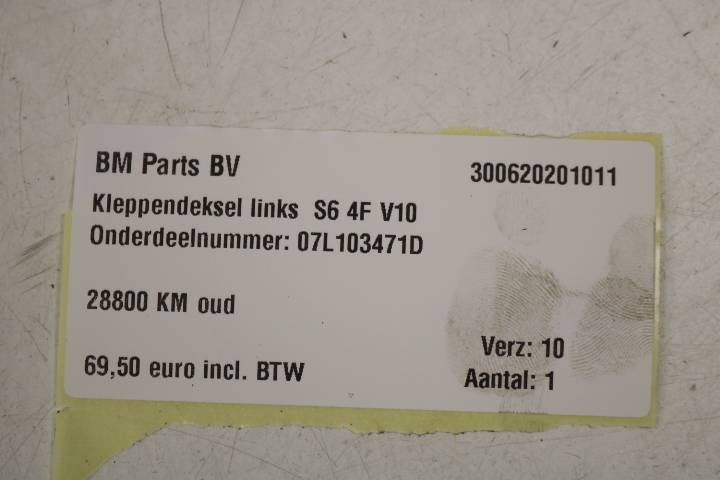 BM Parts BV 300620201011
Kleppendeksel links S6 4F V10
Onderdeelnummer: 07L103471D
28800 KM oud
Verz: 10
69,50 euro incl. BTW
Aantal: 1